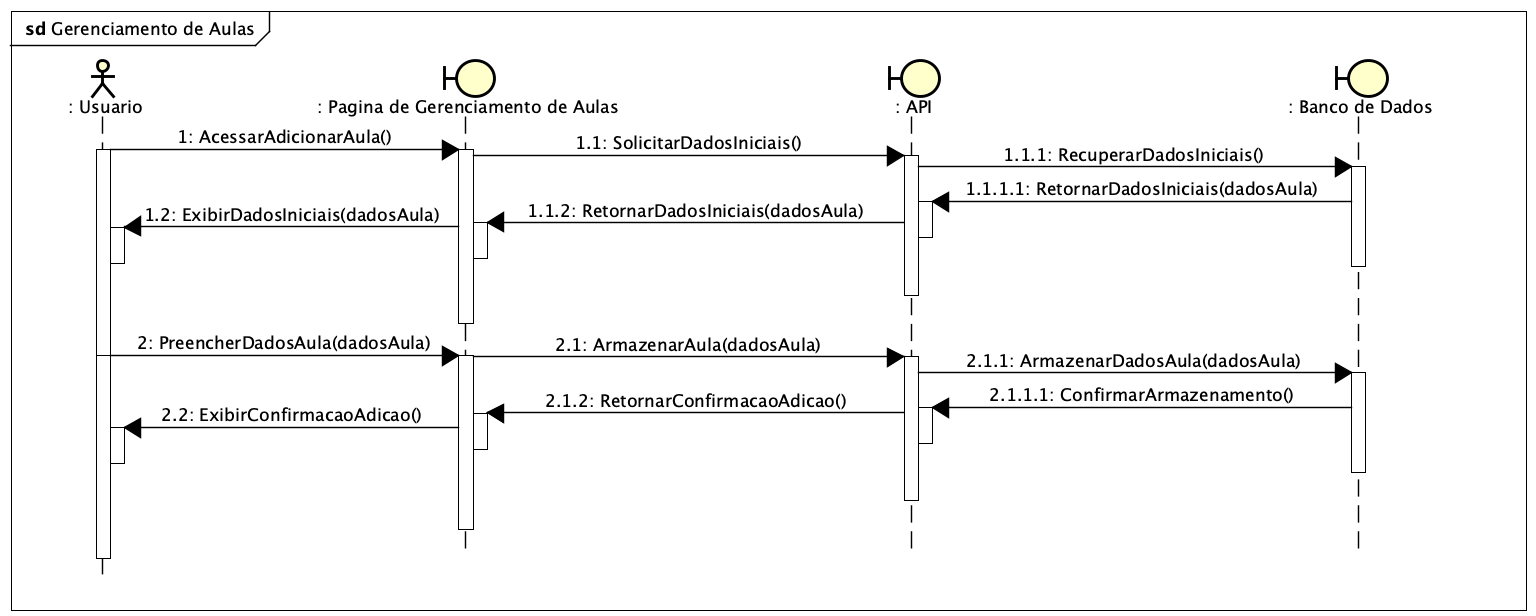 sd Gerenciamento de Aulas
: Usuario
: Pagina de Gerenciamento de Aulas
: API
: Banco de Dados
1: AcessarAdicionarAula()
1.1: SolicitarDadosIniciais()
1.1.1: RecuperarDadosIniciais()
1.1.1.1: RetornarDadosIniciais(dadosAula)
1.1.2: RetornarDadosIniciais(dadosAula)
1.2: ExibirDadosIniciais(dadosAula)
2: PreencherDadosAula(dadosAula)
2.1: ArmazenarAula(dadosAula)
2.1.1: ArmazenarDadosAula(dadosAula)
2.1.1.1: ConfirmarArmazenamento()
2.1.2: RetornarConfirmacaoAdicao()
2.2: ExibirConfirmacaoAdicao()